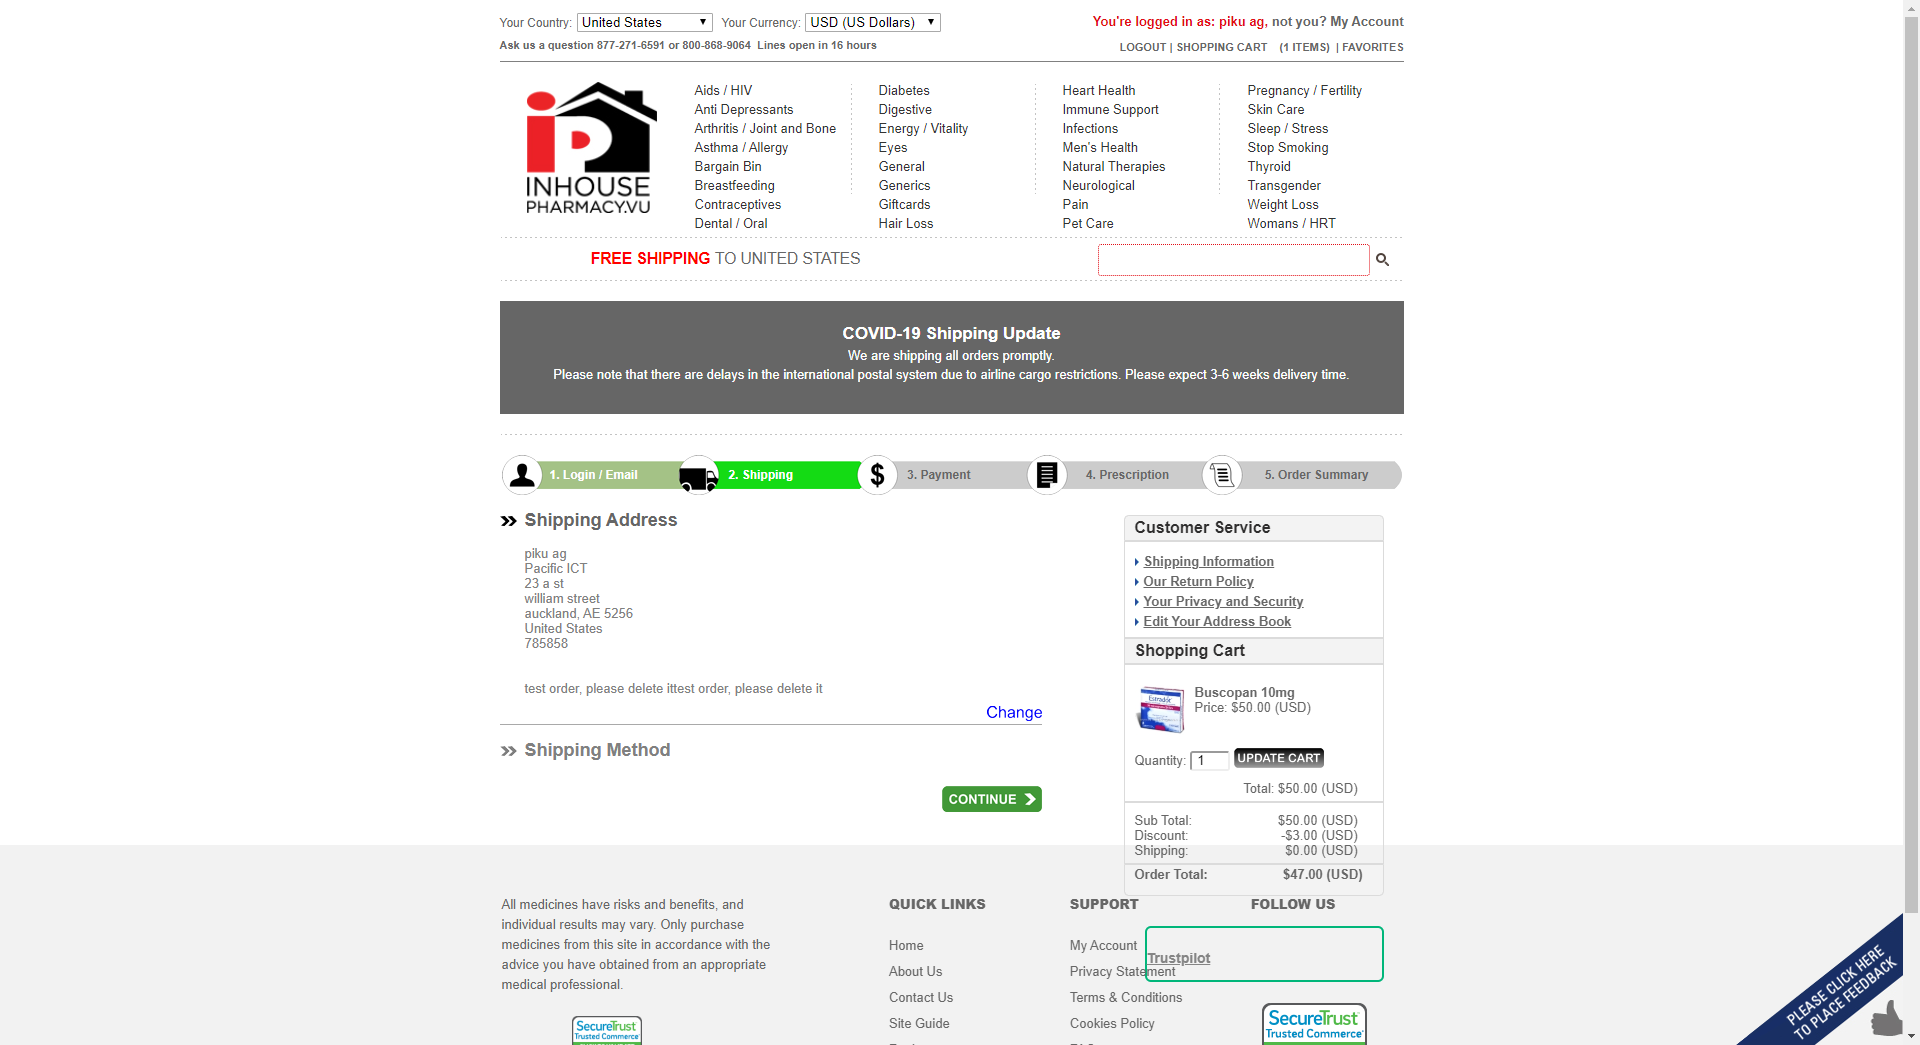 Your Country: United States Your Currency: USD (US Dollars)
You're logged in as: piku ag, not you? My Account
Ask us a question 877-271-6591 or 800-868-9064 Lines open in 16 hours
LOGOUT | SHOPPING CART (1 ITEMS) | FAVORITES
INHOUSE
PHARMACY.VU
Aids / HIV
Anti Depressants
Arthritis / Joint and Bone
Asthma / Allergy
Bargain Bin
Breastfeeding
Contraceptives
Dental / Oral
Diabetes
Digestive
Energy / Vitality
Eyes
General
Generics
Giftcards
Hair Loss
Heart Health
Immune Support
Infections
Men's Health
Natural Therapies
Neurological
Pain
Pet Care
Pregnancy / Fertility
Skin Care
Sleep / Stress
Stop Smoking
Thyroid
Transgender
Weight Loss
Womans / HRT
FREE SHIPPING TO UNITED STATES
COVID-19 Shipping Update
We are shipping all orders promptly.
Please note that there are delays in the international postal system due to airline cargo restrictions. Please expect 3-6 weeks delivery time.
1. Login / Email
2. Shipping
$
3. Payment
4. Prescription
5. Order Summary
Shipping Address
piku ag
Pacific ICT
23 a st
william street
auckland, AE 5256
United States
785858
test order, please delete ittest order, please delete it
Change
Shipping Method
CONTINUE
Customer Service
Shipping Information
Our Return Policy
Your Privacy and Security
Edit Your Address Book
Shopping Cart
Estradot
Buscopan 10mg
Price: $50.00 (USD)
Quantity: 1 UPDATE CART
Total: $50.00 (USD)
Sub Total: $50.00 (USD)
Discount: -$3.00 (USD)
Shipping: $0.00 (USD)
Order Total: $47.00 (USD)
All medicines have risks and benefits, and
individual results may vary. Only purchase
medicines from this site in accordance with the
advice you have obtained from an appropriate
medical professional.
SecureTrust
Trusted Commerce
QUICK LINKS
Home
About Us
Contact Us
Site Guide
SUPPORT
My Account
Privacy Statement
Terms & Conditions
Cookies Policy
FOLLOW US
Trustpilot
SecureTrust
Trusted Commerce
PLEASE CLICK HERE
TO PLACE FEEDBACK